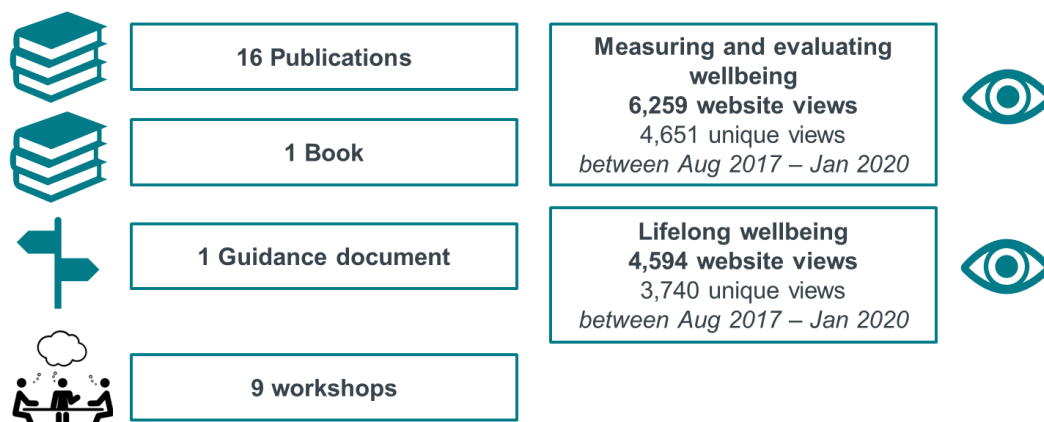 16 Publications
1 Book
1 Guidance document
9 workshops
Measuring and evaluating
wellbeing
6,259 website views
4,651 unique views
between Aug 2017 – Jan 2020
Lifelong wellbeing
4,594 website views
3,740 unique views
between Aug 2017 – Jan 2020